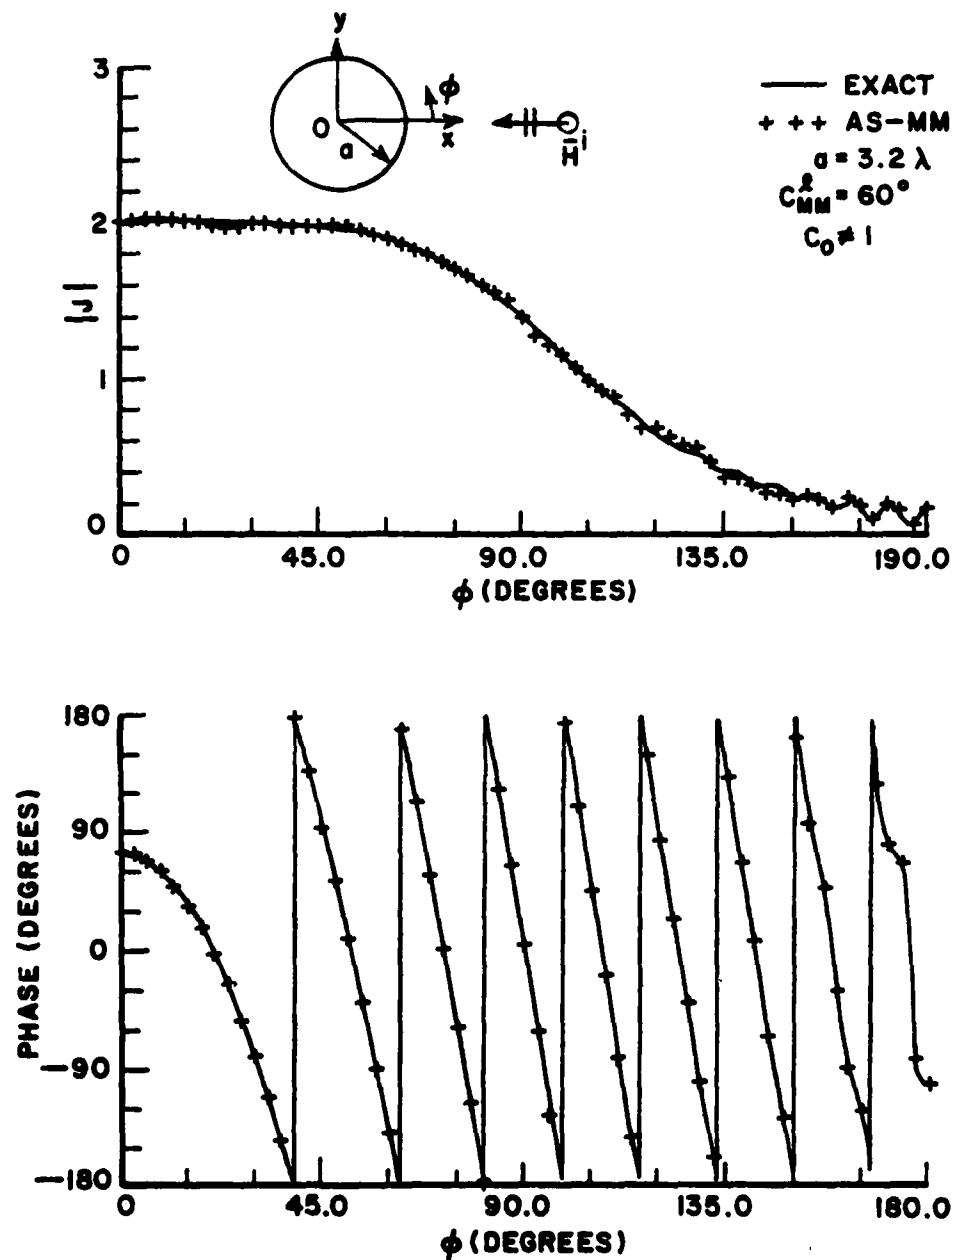 y
3
ϕ
O
x
a
H̄ⁱ
EXACT
+ + + AS-MM
a = 3.2 λ
C^ℓ_MM = 60°
C₀ ≠ 1
2
|J|
1
0
0 45.0 90.0 135.0 190.0
ϕ (DEGREES)
180
90
0
-90
-180
PHASE (DEGREES)
0 45.0 90.0 135.0 180.0
ϕ (DEGREES)